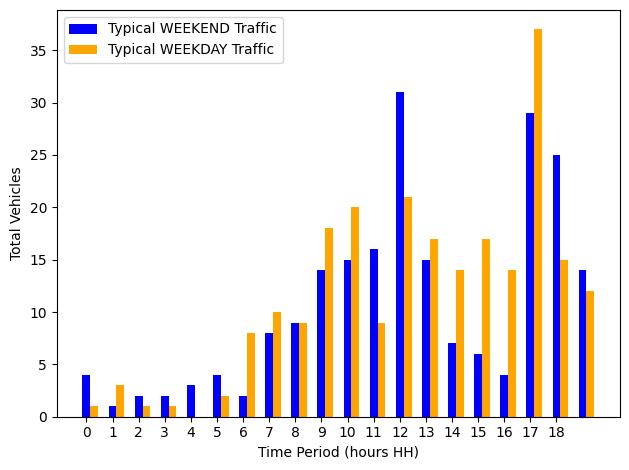 Typical WEEKEND Traffic
Typical WEEKDAY Traffic
35
30
25
20
15
10
5
0
Total Vehicles
0 1 2 3 4 5 6 7 8 9 10 11 12 13 14 15 16 17 18
Time Period (hours HH)